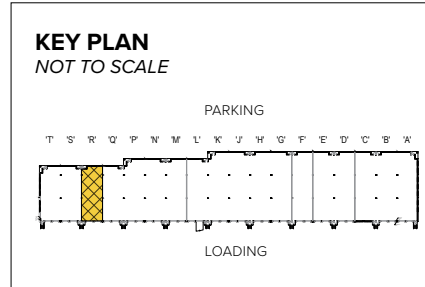 KEY PLAN
NOT TO SCALE
PARKING
'T' 'S' 'R' 'Q' 'P' 'N' 'M' 'L' 'K' 'J' 'H' 'G' 'F' 'E' 'D' 'C' 'B' 'A'
LOADING